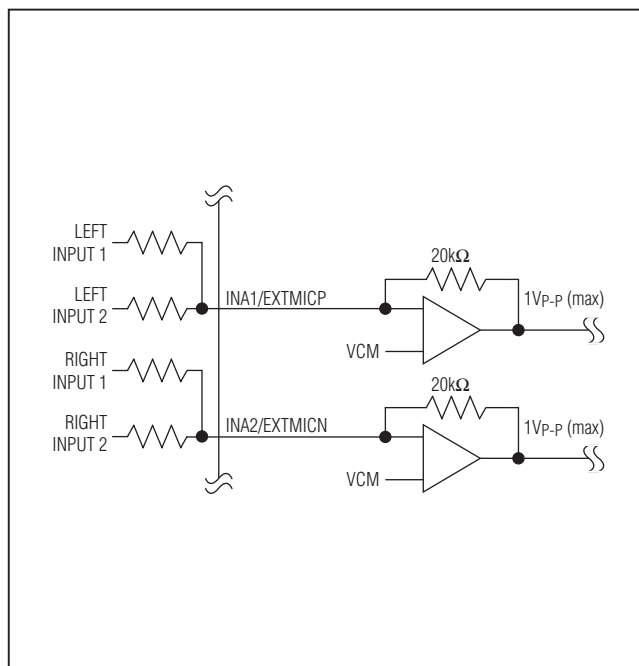 LEFT
INPUT 1
LEFT
INPUT 2
RIGHT
INPUT 1
RIGHT
INPUT 2
INA1/EXTMICP
INA2/EXTMICN
20kΩ
VCM
1VP-P (max)
20kΩ
VCM
1VP-P (max)